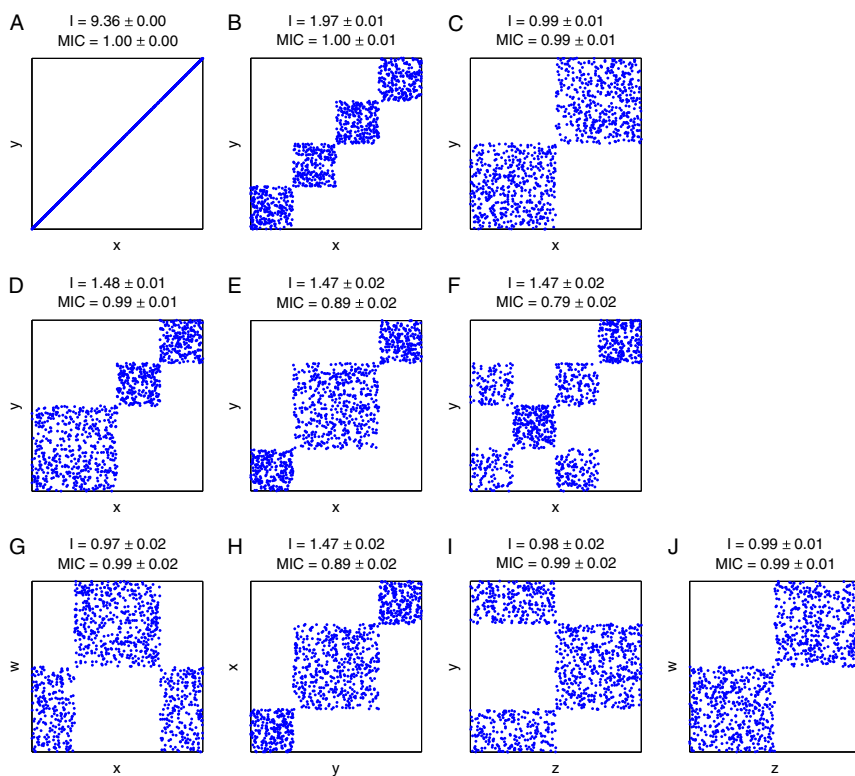 A
I = 9.36 ± 0.00
MIC = 1.00 ± 0.00
y
x
B
I = 1.97 ± 0.01
MIC = 1.00 ± 0.01
y
x
C
I = 0.99 ± 0.01
MIC = 0.99 ± 0.01
y
x
D
I = 1.48 ± 0.01
MIC = 0.99 ± 0.01
y
x
E
I = 1.47 ± 0.02
MIC = 0.89 ± 0.02
y
x
F
I = 1.47 ± 0.02
MIC = 0.79 ± 0.02
y
x
G
I = 0.97 ± 0.02
MIC = 0.99 ± 0.02
w
x
H
I = 1.47 ± 0.02
MIC = 0.89 ± 0.02
x
y
I
I = 0.98 ± 0.02
MIC = 0.99 ± 0.02
y
z
J
I = 0.99 ± 0.01
MIC = 0.99 ± 0.01
w
z